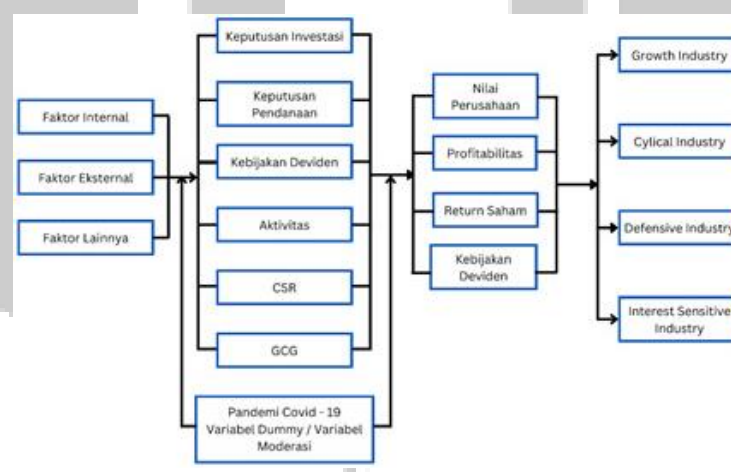 Faktor Internal
Faktor Eksternal
Faktor Lainnya
Keputusan Investasi
Keputusan
Pendanaan
Kebijakan Deviden
Aktivitas
CSR
GCG
Pandemi Covid - 19
Variabel Dummy / Variabel
Moderasi
Nilai
Perusahaan
Profitabilitas
Return Saham
Kebijakan
Deviden
Growth Industry
Cylical Industry
Defensive Industry
Interest Sensitive
Industry